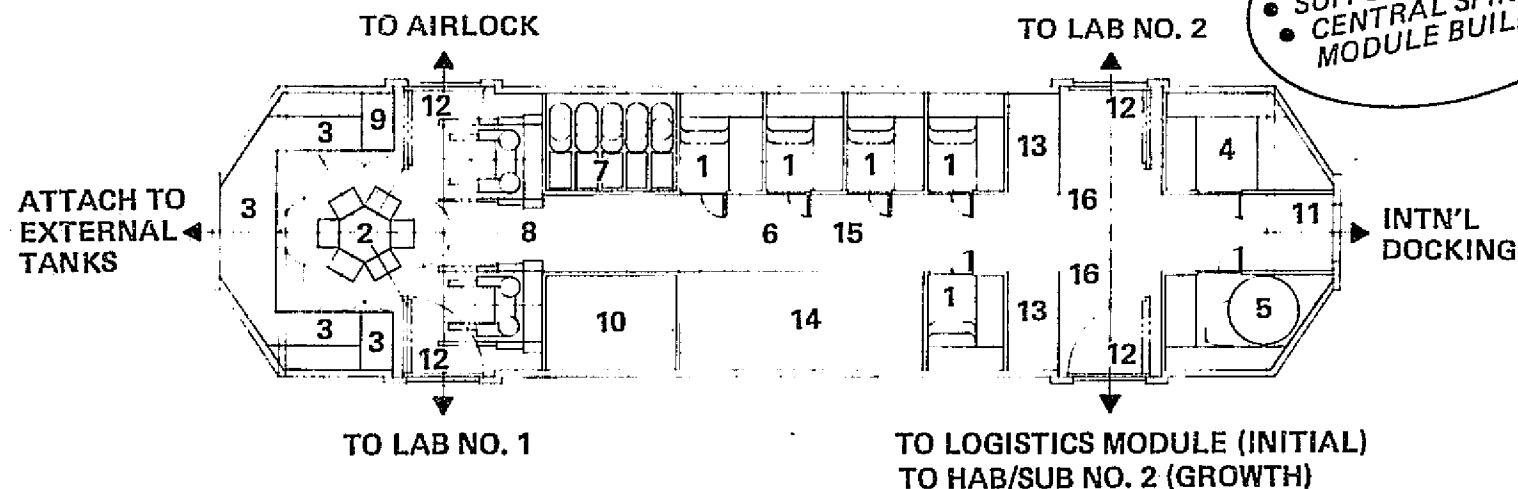 CENTRAL
MODULE
TO AIRLOCK
TO LAB NO. 2
12
12
3
9
13
4
7
1
1
1
1
ATTACH TO
EXTERNAL
TANKS
3
2
8
6
15
16
11
INTN'L
DOCKING
16
3
3
10
14
1
13
5
12
12
TO LAB NO. 1
TO LOGISTICS MODULE (INITIAL)
TO HAB/SUB NO. 2 (GROWTH)